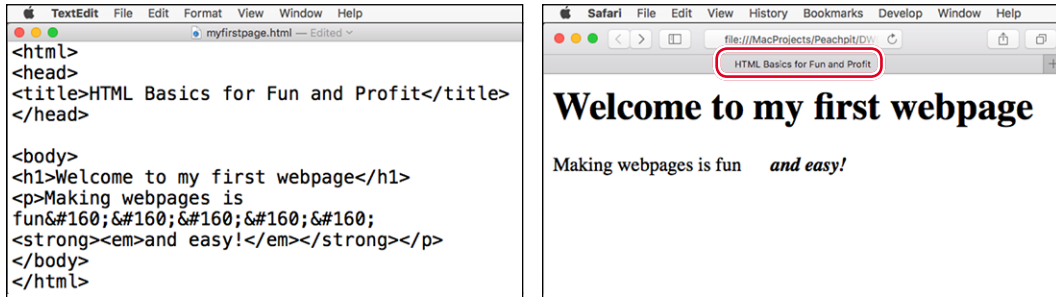 TextEdit File Edit Format View Window Help
myfirstpage.html — Edited
<html>
<head>
<title>HTML Basics for Fun and Profit</title>
</head>
<body>
<h1>Welcome to my first webpage</h1>
<p>Making webpages is
fun&#160;&#160;&#160;&#160;&#160;
<strong><em>and easy!</em></strong></p>
</body>
</html>
Safari File Edit View History Bookmarks Develop Window Help
file:///MacProjects/Peachpit/DW
HTML Basics for Fun and Profit
Welcome to my first webpage
Making webpages is fun and easy!